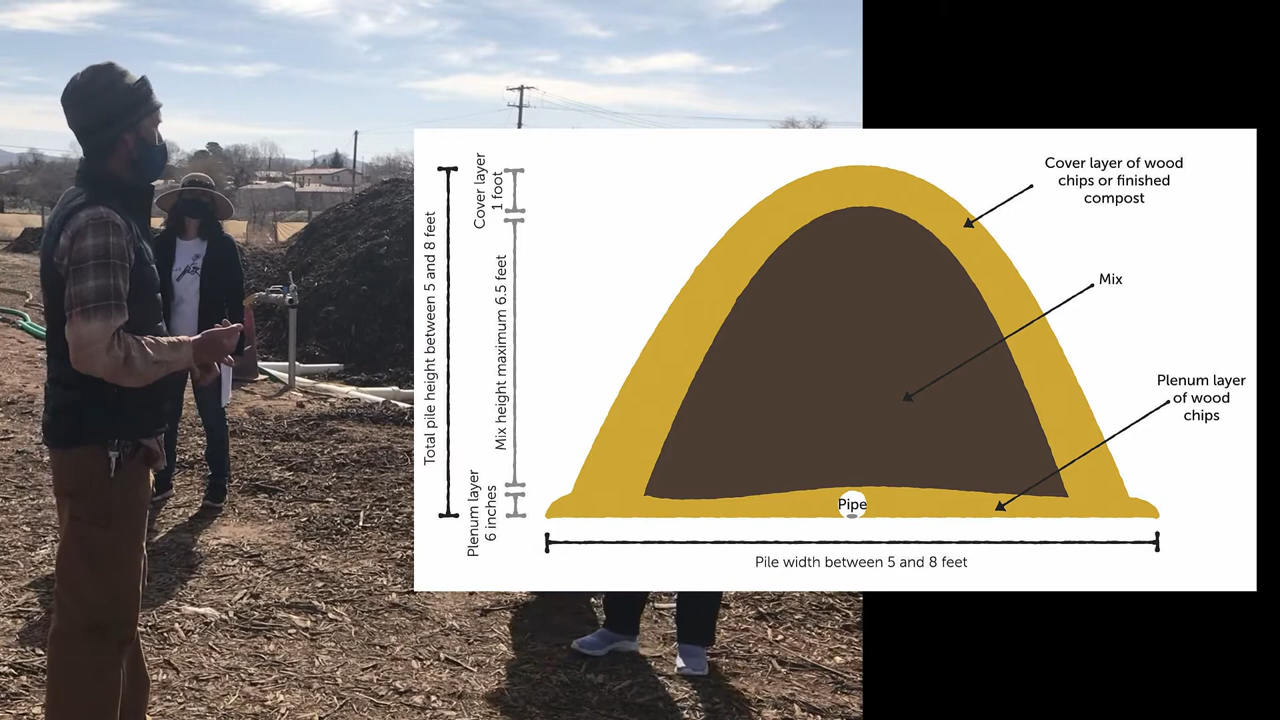 Total pile height between 5 and 8 feet
Cover layer
1 foot
Mix height maximum 6.5 feet
Plenum layer
6 inches
Cover layer of wood
chips or finished
compost
Mix
Plenum layer
of wood
chips
Pipe
Pile width between 5 and 8 feet